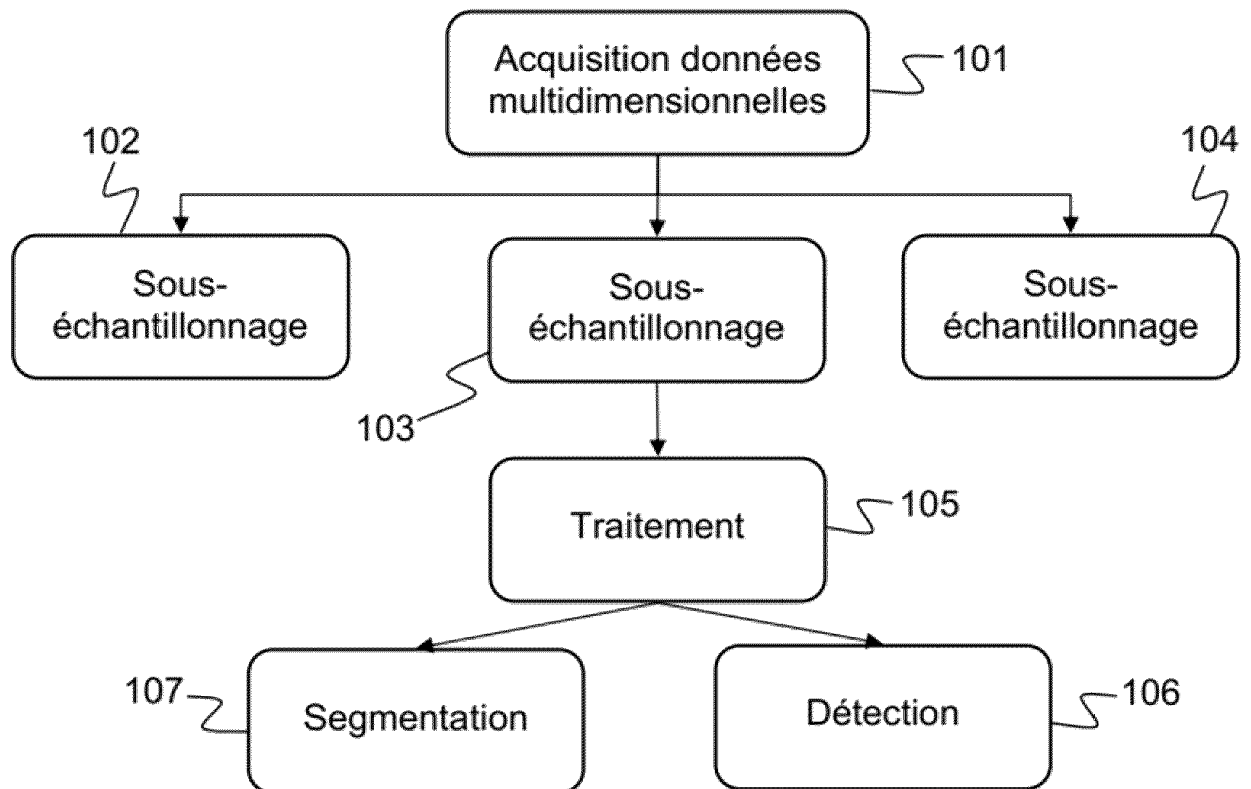 Acquisition données
multidimensionnelles
101
102
104
Sous-
échantillonnage
Sous-
échantillonnage
Sous-
échantillonnage
103
Traitement
105
107
Segmentation
Détection
106